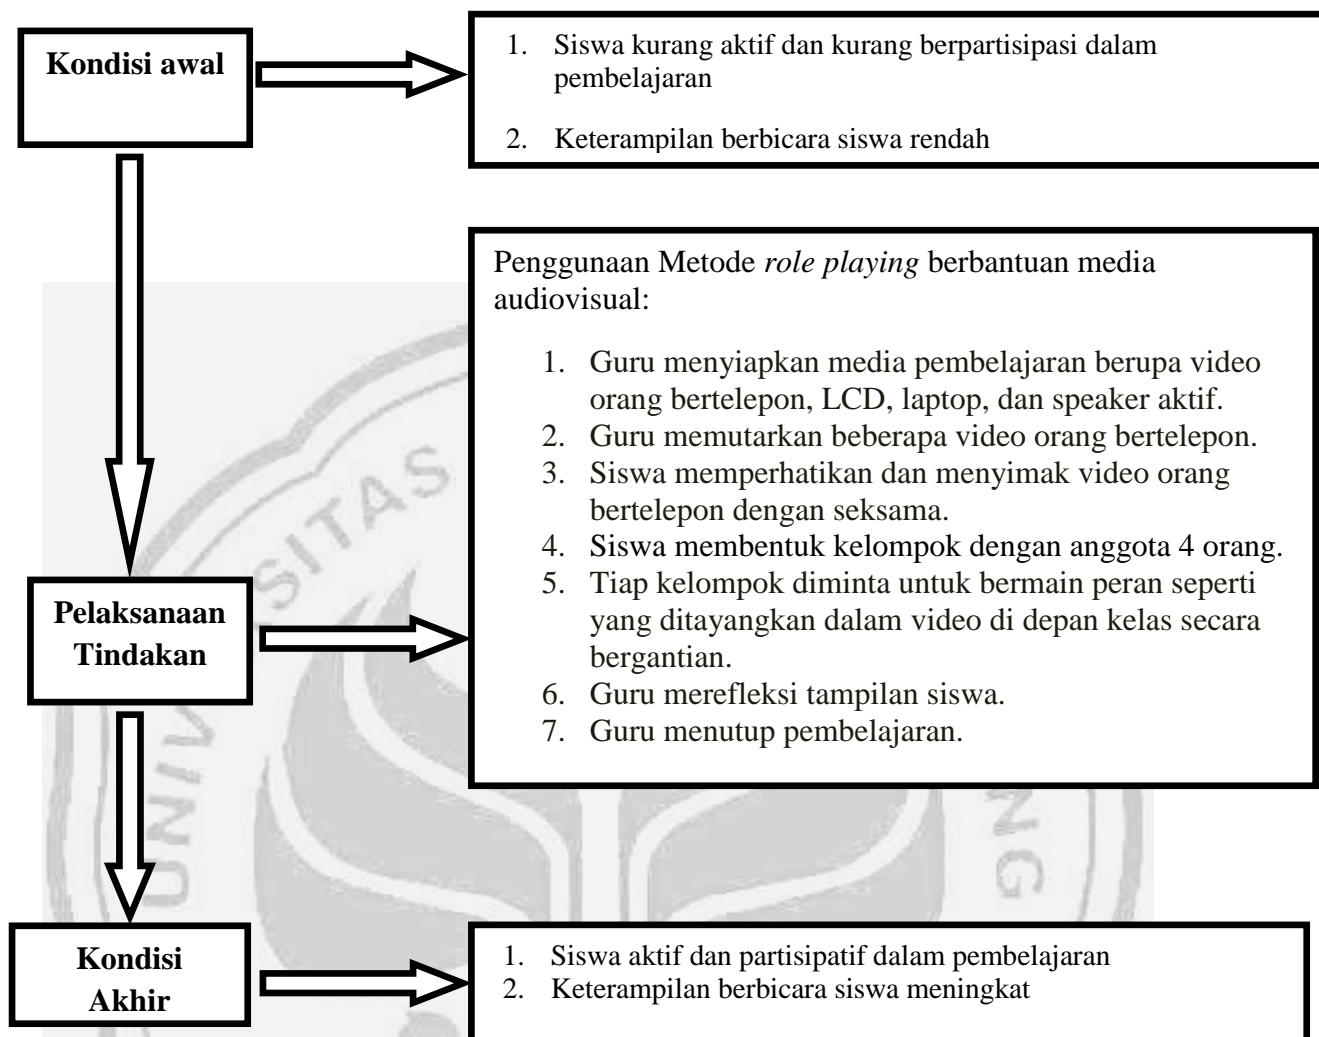 Kondisi awal
1. Siswa kurang aktif dan kurang berpartisipasi dalam
pembelajaran
2. Keterampilan berbicara siswa rendah
Penggunaan Metode role playing berbantuan media
audiovisual:
1. Guru menyiapkan media pembelajaran berupa video
orang bertelepon, LCD, laptop, dan speaker aktif.
2. Guru memutarkan beberapa video orang bertelepon.
3. Siswa memperhatikan dan menyimak video orang
bertelepon dengan seksama.
4. Siswa membentuk kelompok dengan anggota 4 orang.
5. Tiap kelompok diminta untuk bermain peran seperti
yang ditayangkan dalam video di depan kelas secara
bergantian.
6. Guru merefleksi tampilan siswa.
7. Guru menutup pembelajaran.
Pelaksanaan
Tindakan
Kondisi
Akhir
1. Siswa aktif dan partisipatif dalam pembelajaran
2. Keterampilan berbicara siswa meningkat